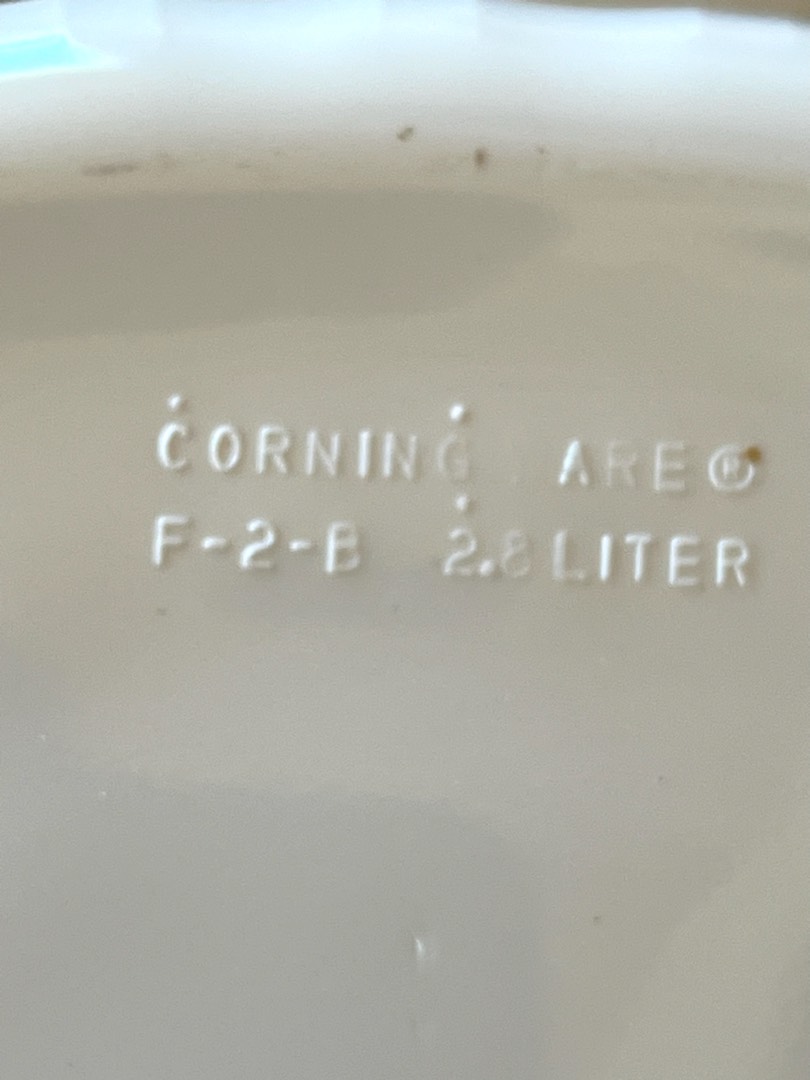 CORNING ARE®
F-2-B 2.8 LITER